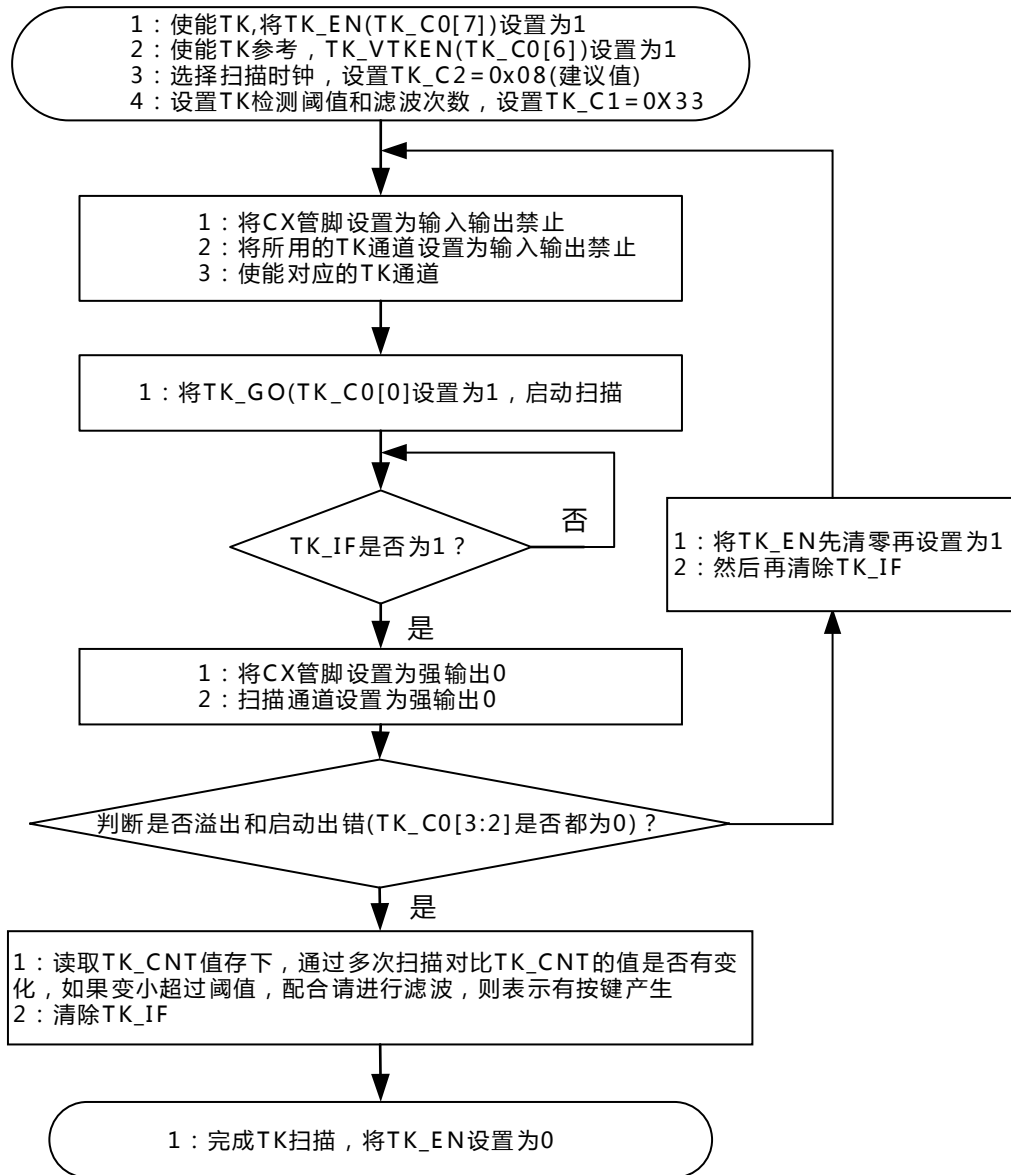 1：使能TK,将TK_EN(TK_C0[7])设置为1
2：使能TK参考，TK_VTKEN(TK_C0[6])设置为1
3：选择扫描时钟，设置TK_C2=0x08(建议值)
4：设置TK检测阈值和滤波次数，设置TK_C1=0X33
1：将CX管脚设置为输入输出禁止
2：将所用的TK通道设置为输入输出禁止
3：使能对应的TK通道
1：将TK_GO(TK_C0[0]设置为1，启动扫描
TK_IF是否为1？
否
是
1：将TK_EN先清零再设置为1
2：然后再清除TK_IF
1：将CX管脚设置为强输出0
2：扫描通道设置为强输出0
判断是否溢出和启动出错(TK_C0[3:2]是否都为0)？
是
1：读取TK_CNT值存下，通过多次扫描对比TK_CNT的值是否有变
化，如果变小超过阈值，配合请进行滤波，则表示有按键产生
2：清除TK_IF
1：完成TK扫描，将TK_EN设置为0